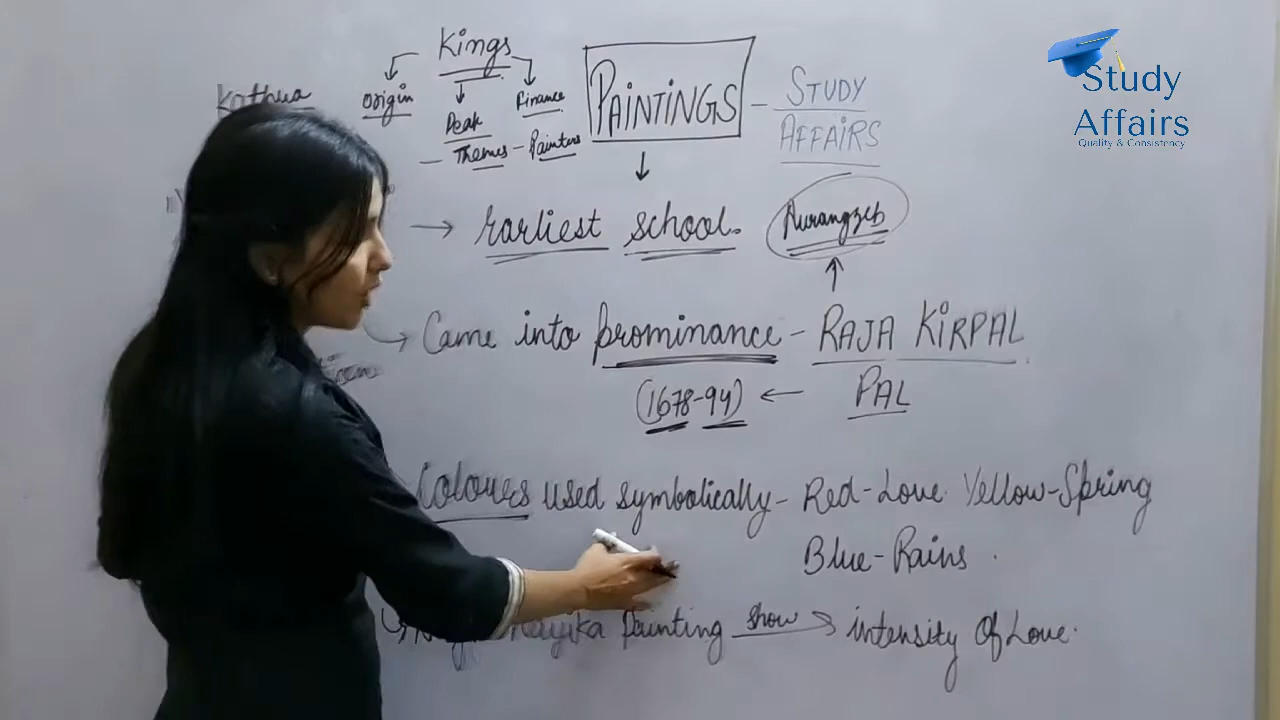 Kings
Kathua
origin
Peak
Finance
- Themes - Painters
PAINTINGS - STUDY AFFAIRS
Study
Affairs
Quality & Consistency
→ Earliest school.
Aurangzeb
Came into prominance - RAJA KIRPAL
(1678-94) ← PAL
Colours used symbolically - Red-Love Yellow-Spring
Blue-Rains.
Painting show → intensity Of Love.